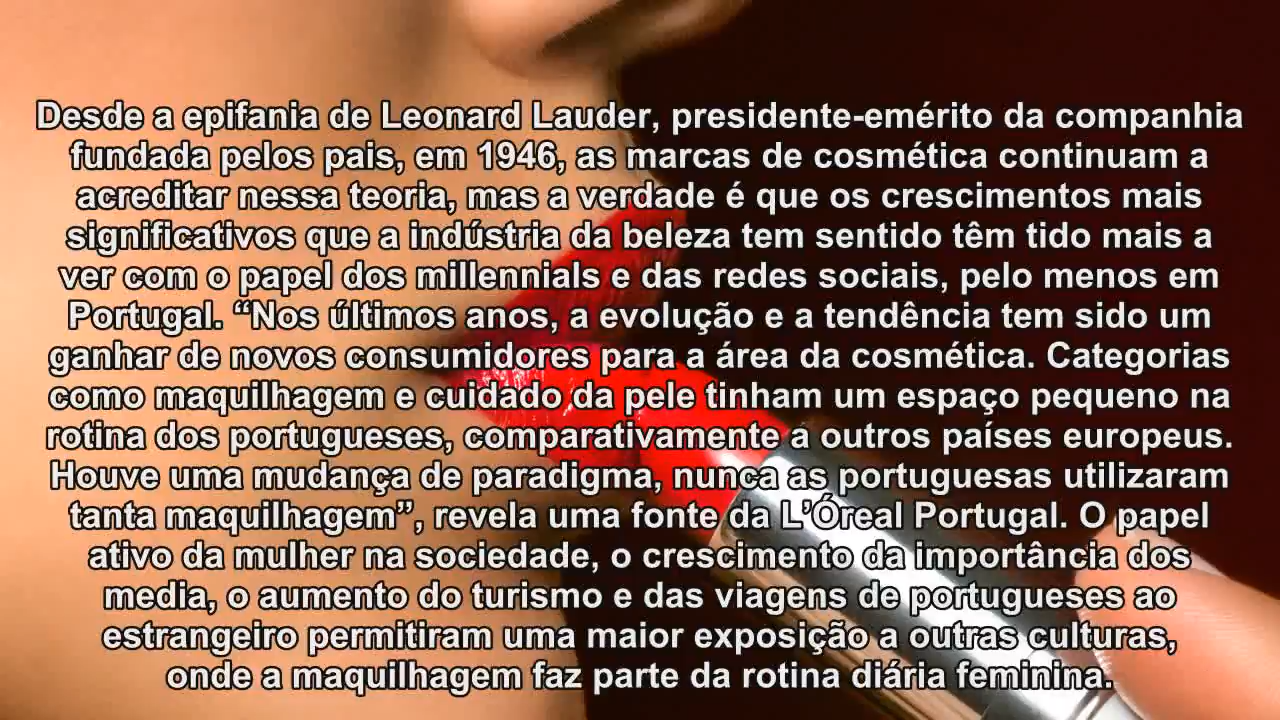 Desde a epifania de Leonard Lauder, presidente-emérito da companhia
fundada pelos pais, em 1946, as marcas de cosmética continuam a
acreditar nessa teoria, mas a verdade é que os crescimentos mais
significativos que a indústria da beleza tem sentido têm tido mais a
ver com o papel dos millennials e das redes sociais, pelo menos em
Portugal. “Nos últimos anos, a evolução e a tendência tem sido um
ganhar de novos consumidores para a área da cosmética. Categorias
como maquilhagem e cuidado da pele tinham um espaço pequeno na
rotina dos portugueses, comparativamente a outros países europeus.
Houve uma mudança de paradigma, nunca as portuguesas utilizaram
tanta maquilhagem”, revela uma fonte da L’Óreal Portugal. O papel
ativo da mulher na sociedade, o crescimento da importância dos
media, o aumento do turismo e das viagens de portugueses ao
estrangeiro permitiram uma maior exposição a outras culturas,
onde a maquilhagem faz parte da rotina diária feminina.